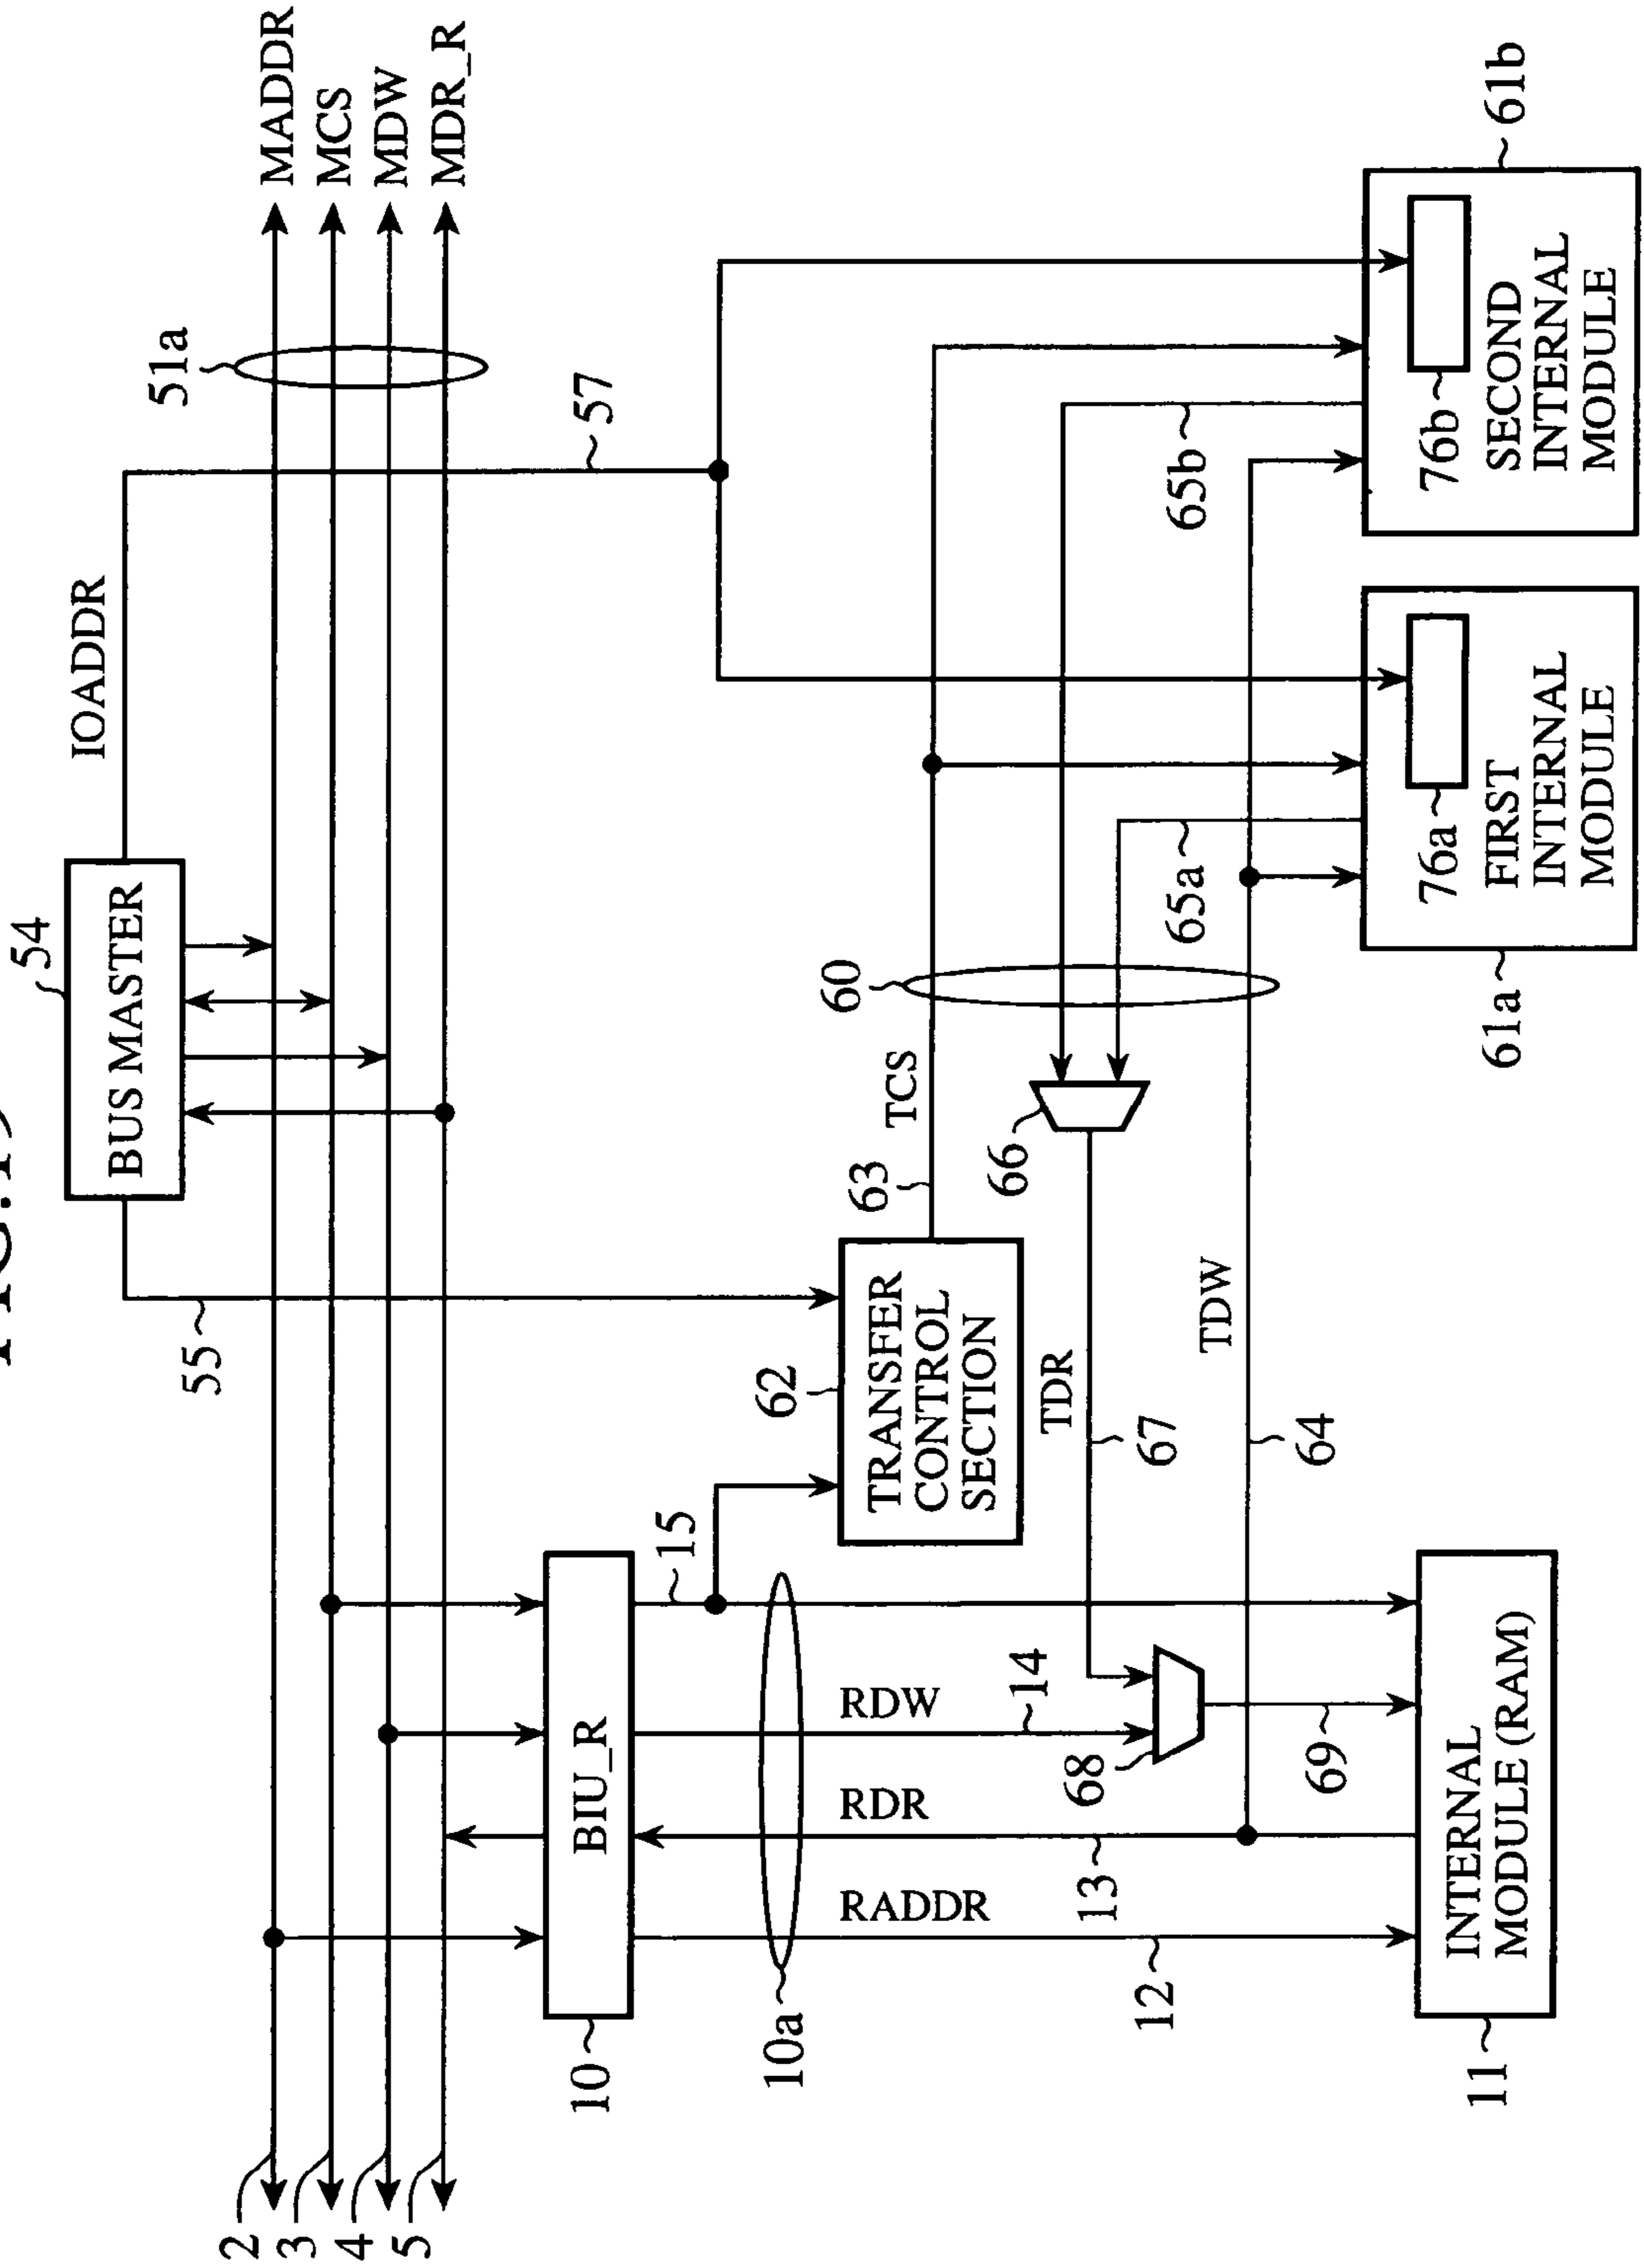 54
IOADDR
BUS MASTER
51a
55
2
MADDR
3
MCS
4
MDW
5
MDR_R
10
BIU_R
57
15
62
10a
60
63
RADDR
RDR
RDW
TCS
TRANSFER
CONTROL
SECTION
66
14
TDR
68
13
12
67
65a
65b
TDW
64
69
76a
76b
11
INTERNAL
MODULE (RAM)
61a
FIRST
INTERNAL
MODULE
61b
SECOND
INTERNAL
MODULE